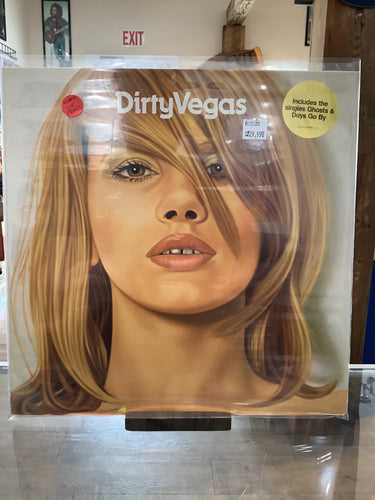 EXIT
DirtyVegas
Includes the
singles Ghosts &
Days Go By